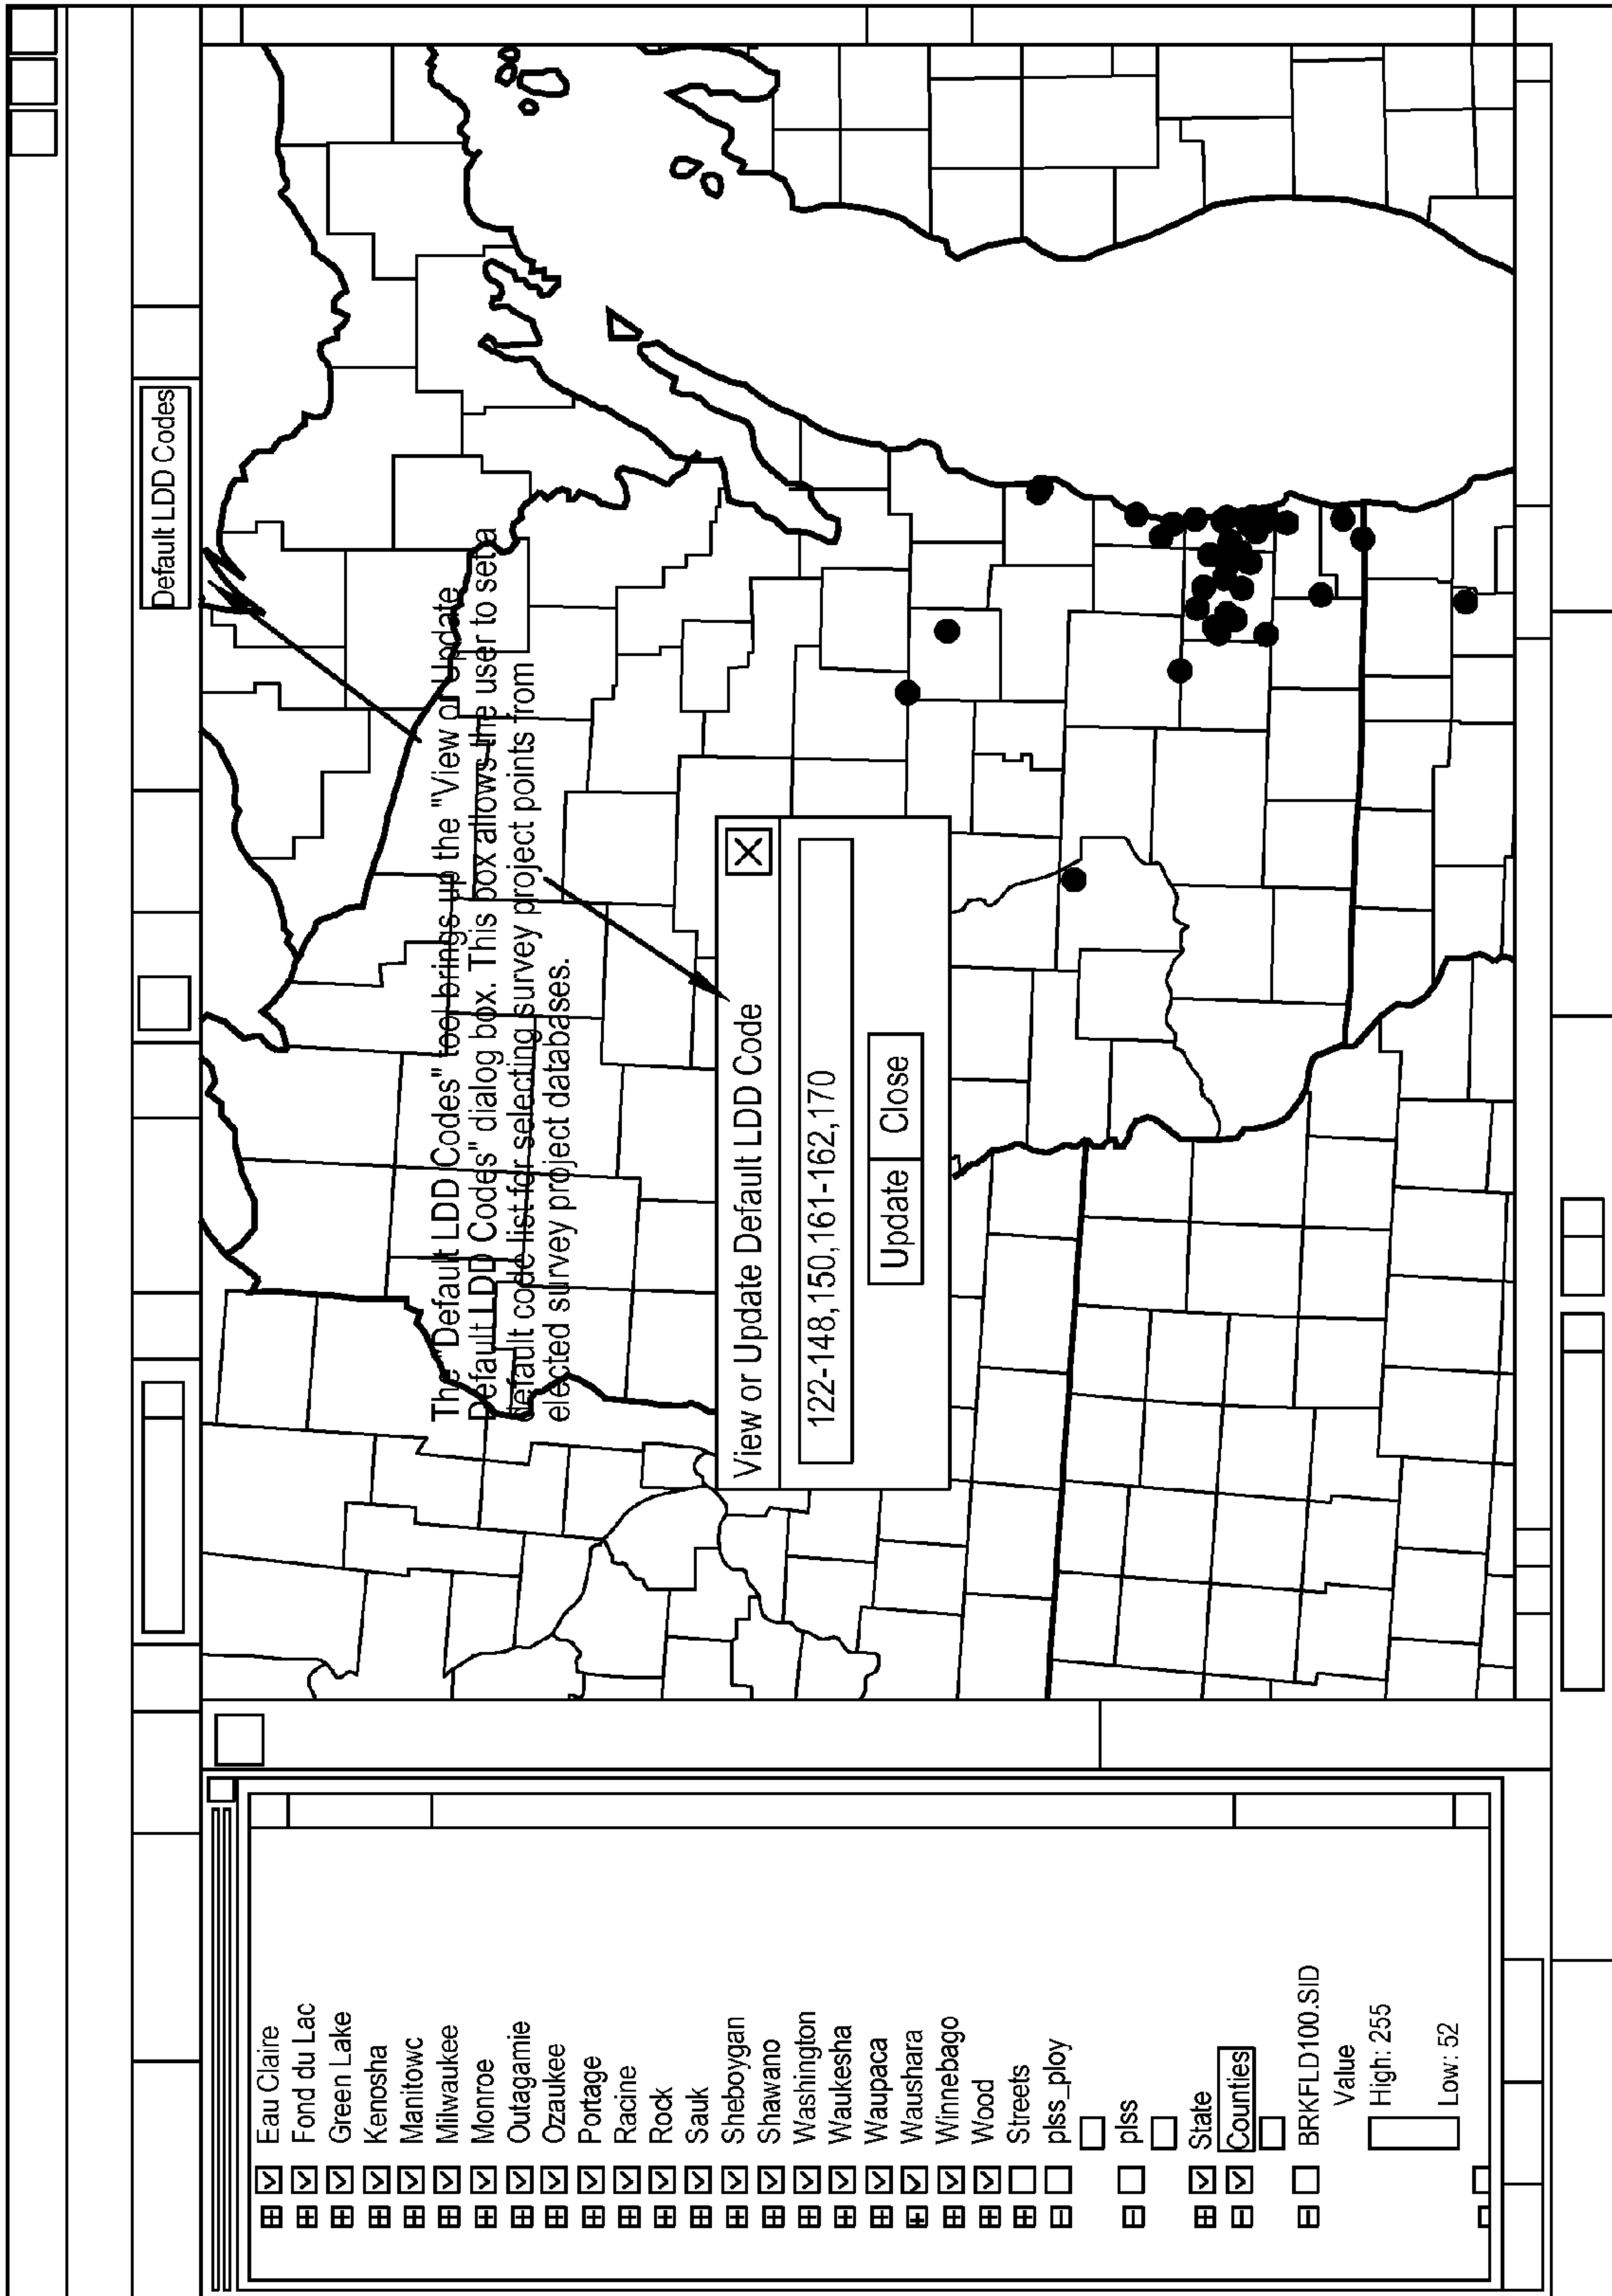 Default LDD Codes
The "Default LDD Codes" tool brings up the "View or Update
Default LDD Codes" dialog box. This box allows the user to seta
default code list for selecting survey project points from
elected survey project databases.
View or Update Default LDD Code
122-148,150,161-162,170
Update
Close
Eau Claire
Fond du Lac
Green Lake
Kenosha
Manitowc
Milwaukee
Monroe
Outagamie
Ozaukee
Portage
Racine
Rock
Sauk
Sheboygan
Shawano
Washington
Waukesha
Waupaca
Waushara
Winnebago
Wood
Streets
plss_ploy
plss
State
Counties
BRKFLD100.SID
Value
High: 255
Low: 52